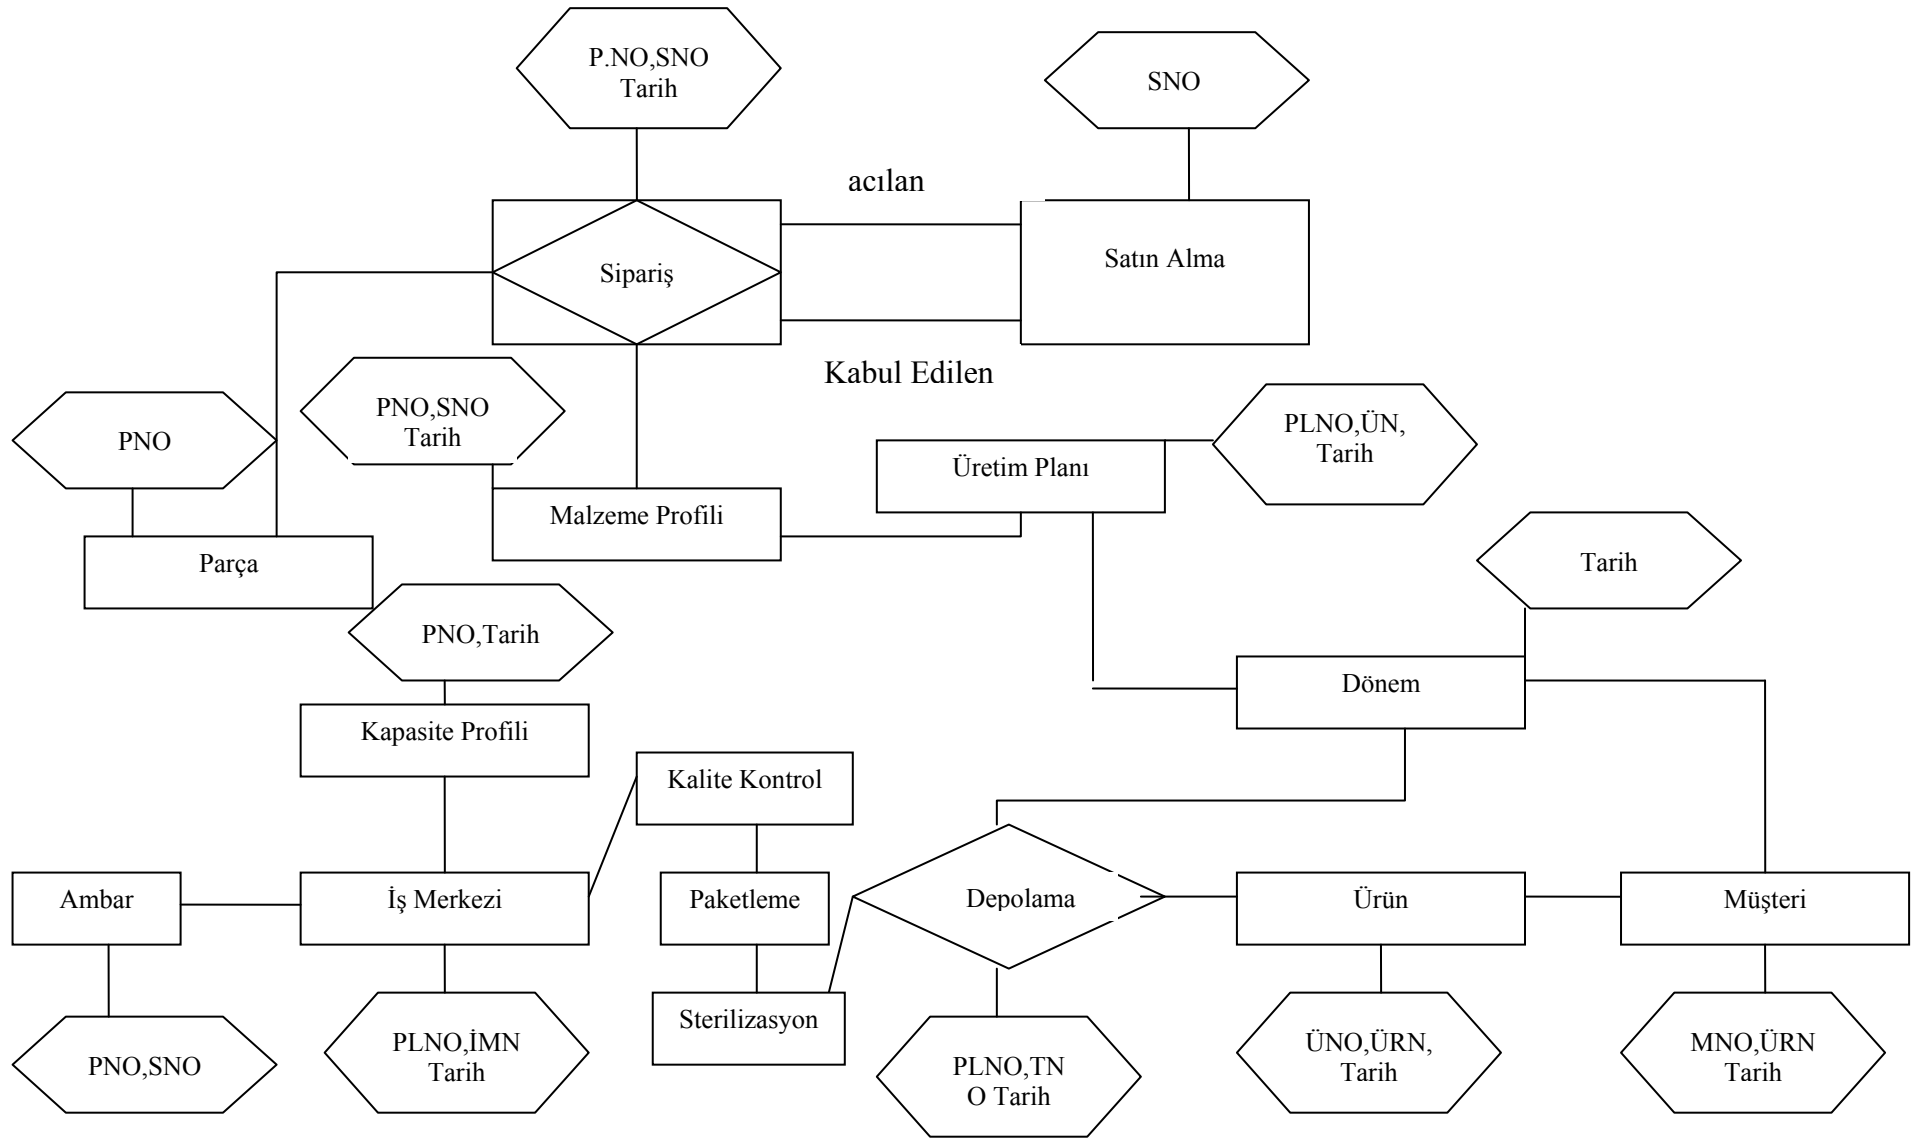 P.NO,SNO
Tarih
SNO
acılan
Sipariş
Satın Alma
Kabul Edilen
PNO
PNO,SNO
Tarih
Üretim Planı
PLNO,ÜN,
Tarih
Malzeme Profili
Parça
Tarih
PNO,Tarih
Dönem
Kapasite Profili
Kalite Kontrol
Ambar
İş Merkezi
Paketleme
Depolama
Ürün
Müşteri
Sterilizasyon
PNO,SNO
PLNO,İMN
Tarih
PLNO,TN
O Tarih
ÜNO,ÜRN,
Tarih
MNO,ÜRN
Tarih